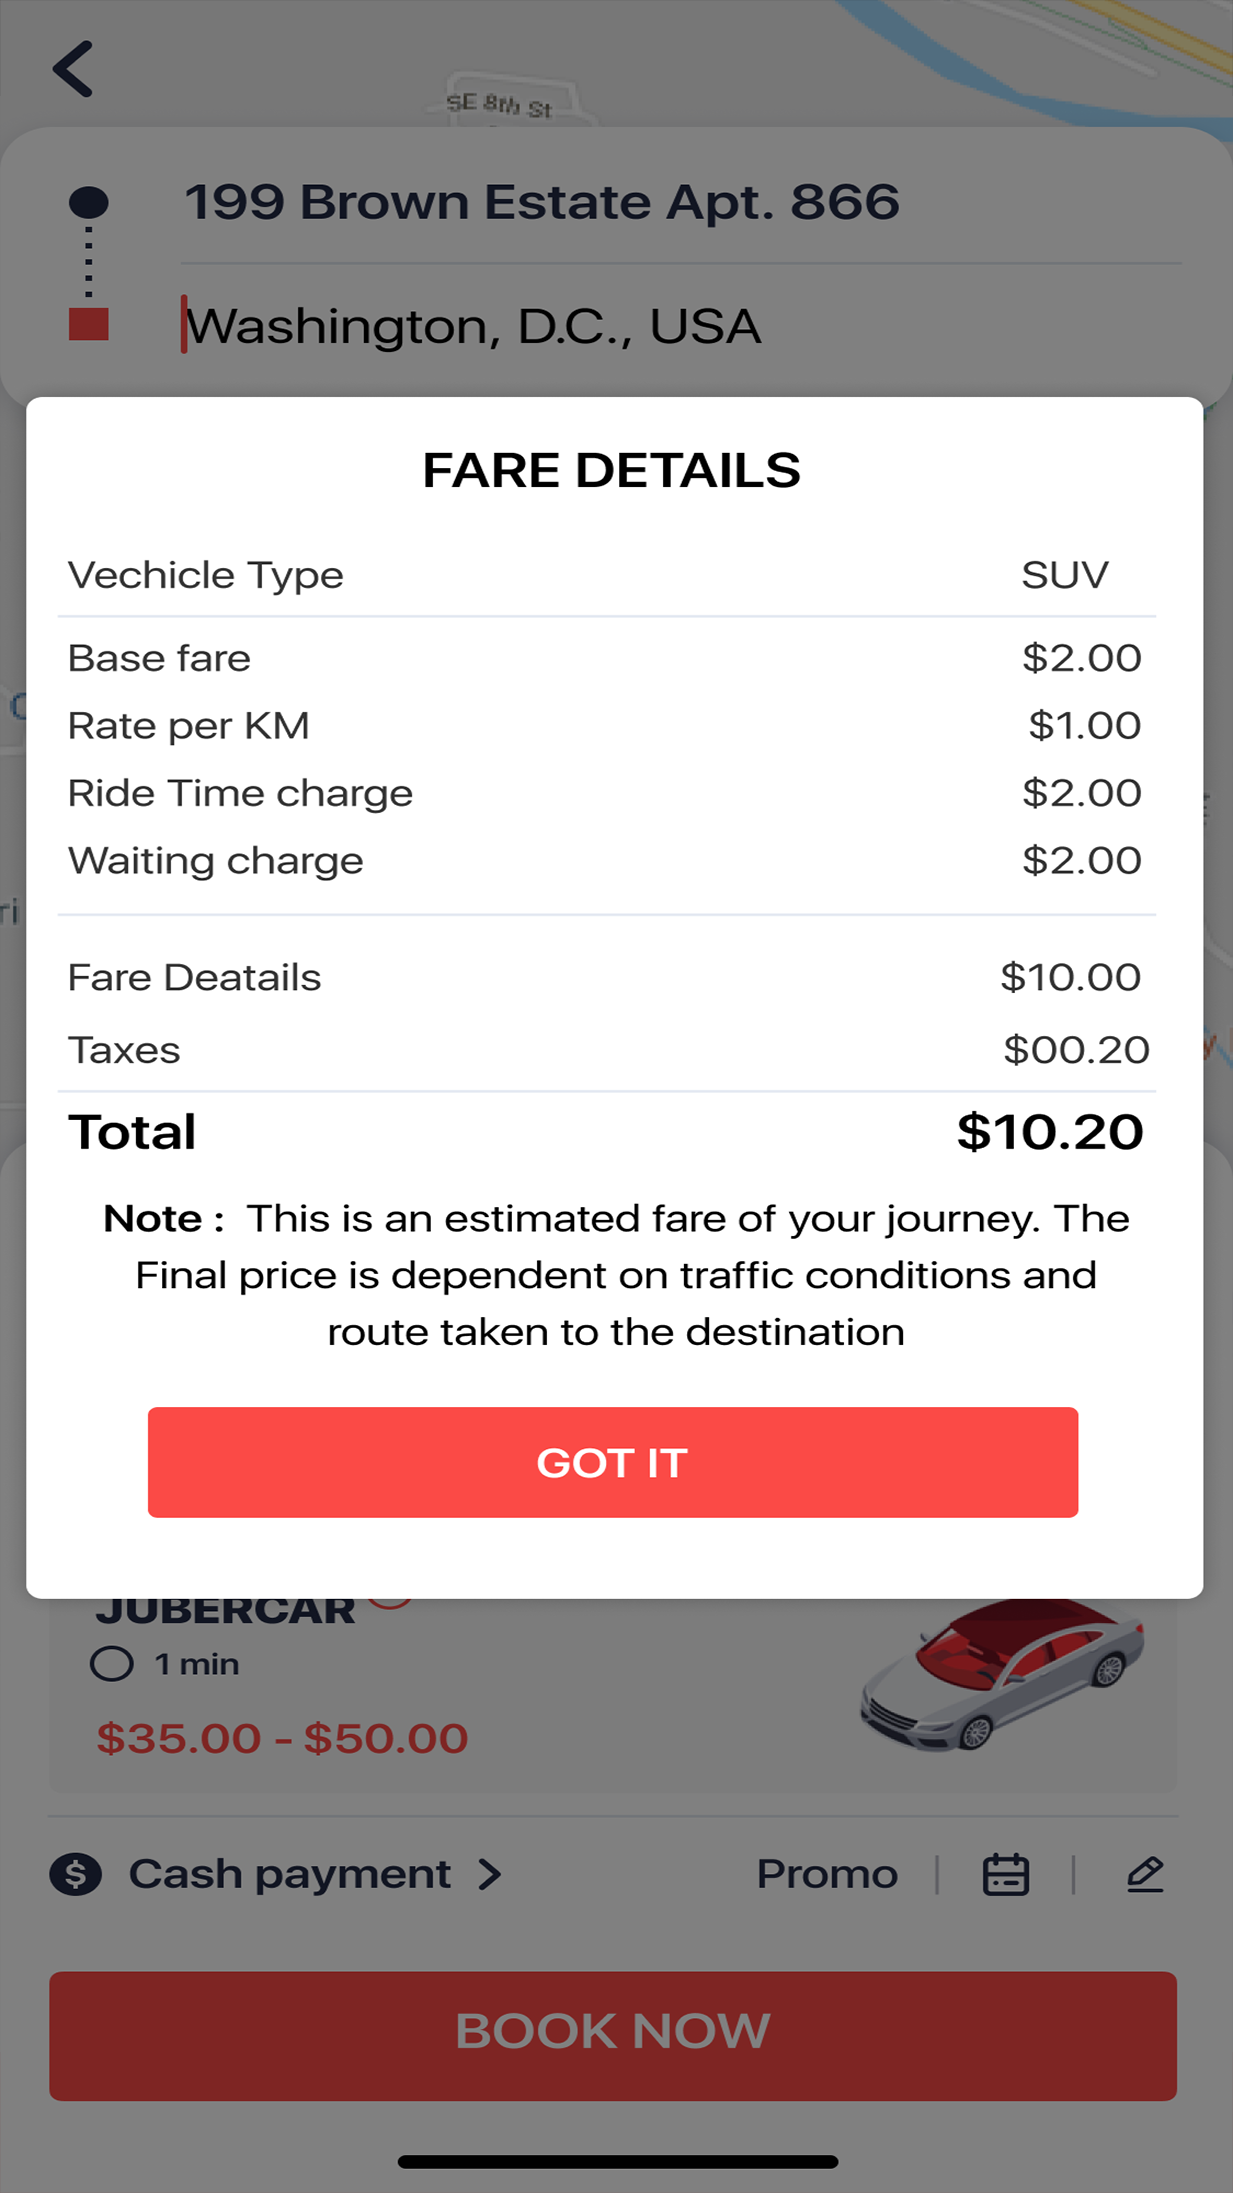 SE 8th St
199 Brown Estate Apt. 866
Washington, D.C., USA
FARE DETAILS
Vechicle Type SUV
Base fare $2.00
Rate per KM $1.00
Ride Time charge $2.00
Waiting charge $2.00
Fare Deatails $10.00
Taxes $00.20
Total $10.20
Note : This is an estimated fare of your journey. The
Final price is dependent on traffic conditions and
route taken to the destination
GOT IT
JUBERCAR
1 min
$35.00 - $50.00
$ Cash payment
Promo
BOOK NOW